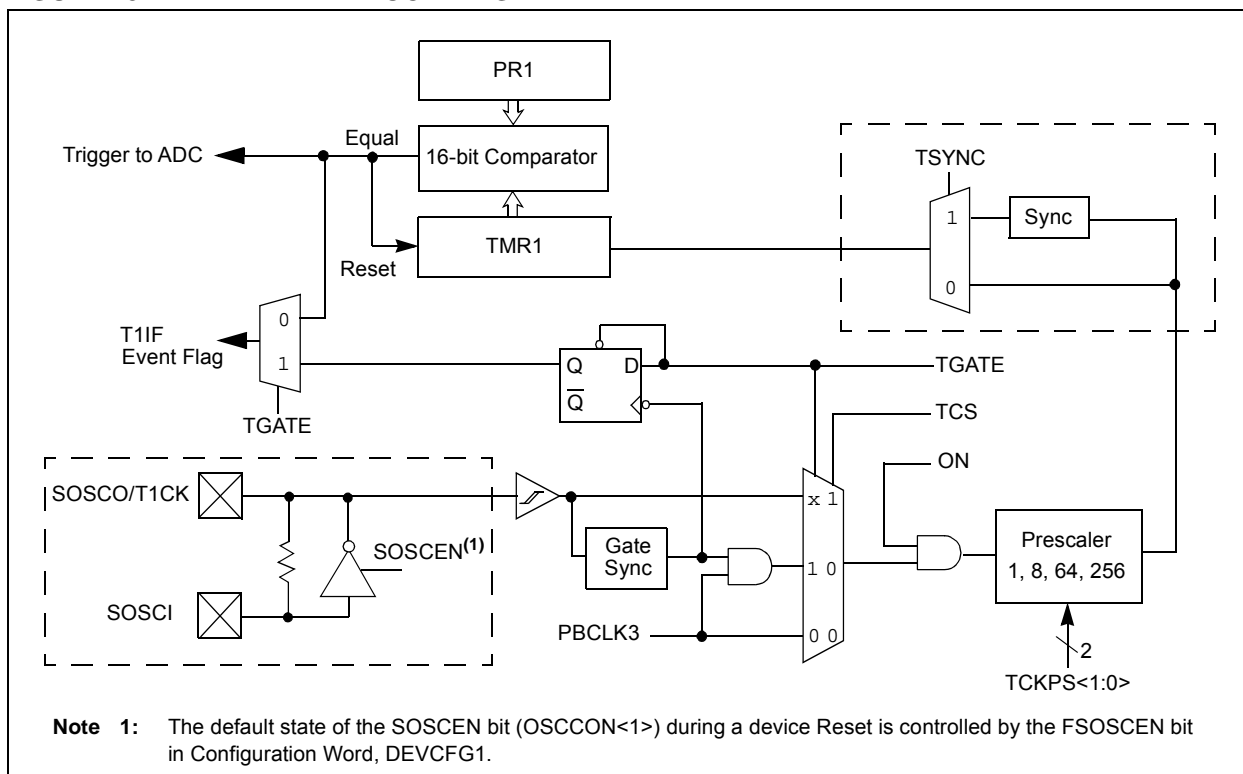 PR1
Equal
Trigger to ADC
16-bit Comparator
TSYNC
1
Sync
TMR1
Reset
0
0
T1IF
Event Flag
1
Q
D
Q
TGATE
TGATE
TCS
ON
SOSCO/T1CK
x 1
SOSCEN(1)
Gate
Sync
1 0
Prescaler
1, 8, 64, 256
SOSCI
PBCLK3
0 0
2
TCKPS<1:0>
Note 1: The default state of the SOSCEN bit (OSCCON<1>) during a device Reset is controlled by the FSOSCEN bit
in Configuration Word, DEVCFG1.